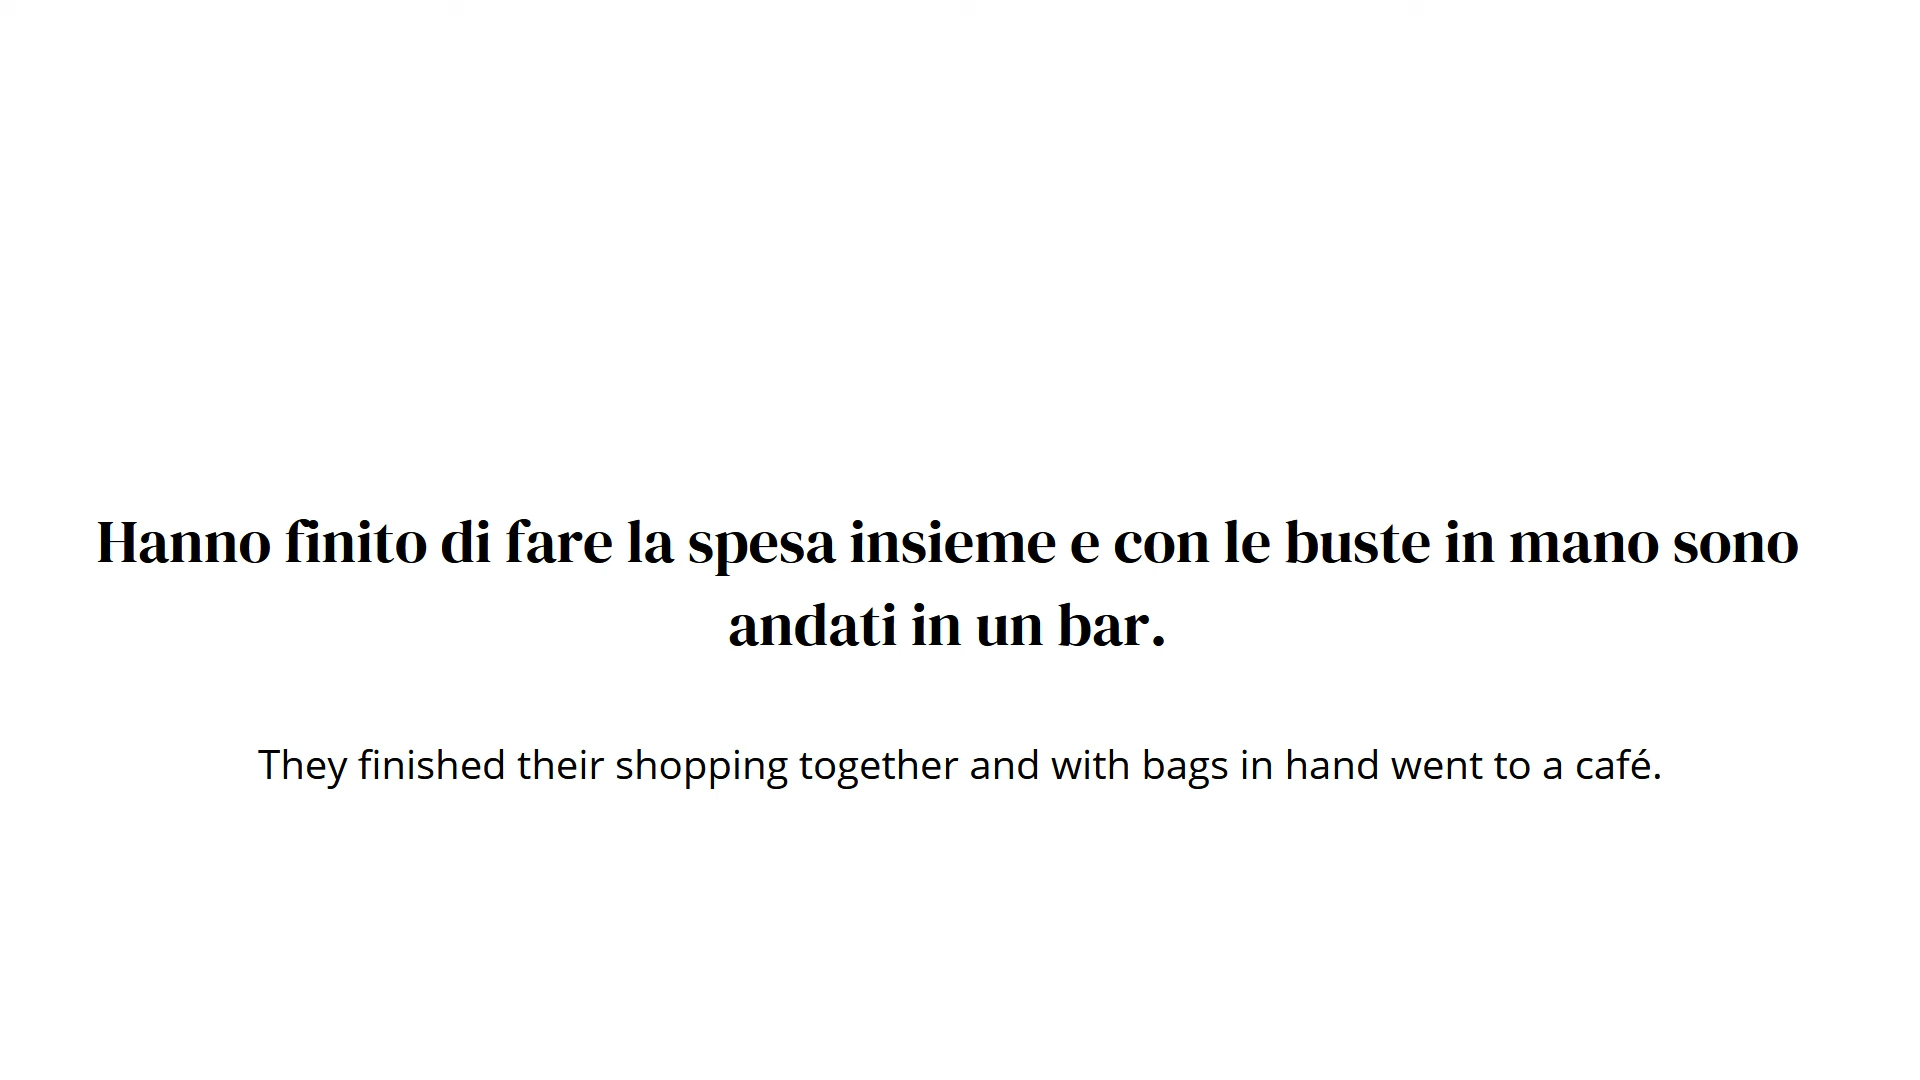 Hanno finito di fare la spesa insieme e con le buste in mano sono
andati in un bar.
They finished their shopping together and with bags in hand went to a café.